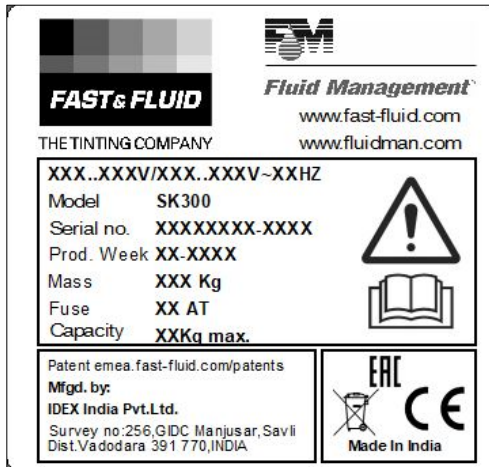 FAST & FLUID
THE TINTING COMPANY
FM
Fluid Management
www.fast-fluid.com
www.fluidman.com
XXX..XXXV/XXX..XXXV~XXHZ
Model SK300
Serial no. XXXXXXXX-XXXX
Prod. Week XX-XXXX
Mass XXX Kg
Fuse XX AT
Capacity XXKg max.
Patent emea.fast-fluid.com/patents
Mfgd. by:
IDEX India Pvt.Ltd.
Survey no:256,GIDC Manjusar,Savli
Dist.Vadodara 391 770,INDIA
EAC
CE
Made In India